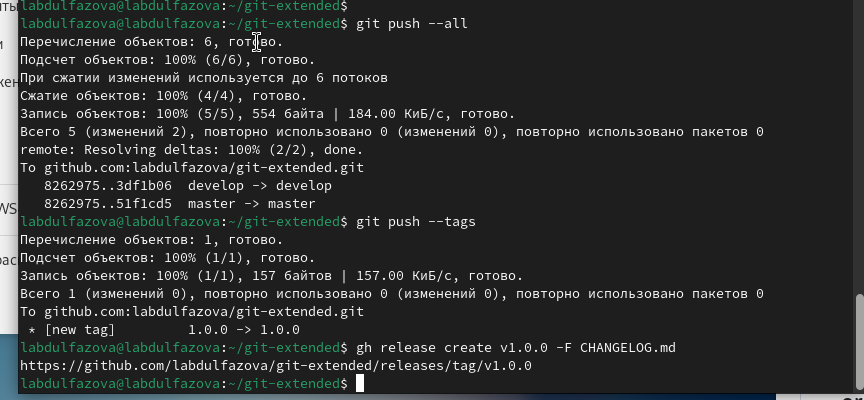 labdulfazova@labdulfazova:~/git-extended$
labdulfazova@labdulfazova:~/git-extended$ git push --all
Перечисление объектов: 6, готово.
Подсчет объектов: 100% (6/6), готово.
При сжатии изменений используется до 6 потоков
Сжатие объектов: 100% (4/4), готово.
Запись объектов: 100% (5/5), 554 байта | 184.00 КиБ/с, готово.
Всего 5 (изменений 2), повторно использовано 0 (изменений 0), повторно использовано пакетов 0
remote: Resolving deltas: 100% (2/2), done.
To github.com:labdulfazova/git-extended.git
8262975..3df1b06  develop -> develop
8262975..51f1cd5  master -> master
labdulfazova@labdulfazova:~/git-extended$ git push --tags
Перечисление объектов: 1, готово.
Подсчет объектов: 100% (1/1), готово.
Запись объектов: 100% (1/1), 157 байтов | 157.00 КиБ/с, готово.
Всего 1 (изменений 0), повторно использовано 0 (изменений 0), повторно использовано пакетов 0
To github.com:labdulfazova/git-extended.git
* [new tag]         1.0.0 -> 1.0.0
labdulfazova@labdulfazova:~/git-extended$ gh release create v1.0.0 -F CHANGELOG.md
https://github.com/labdulfazova/git-extended/releases/tag/v1.0.0
labdulfazova@labdulfazova:~/git-extended$